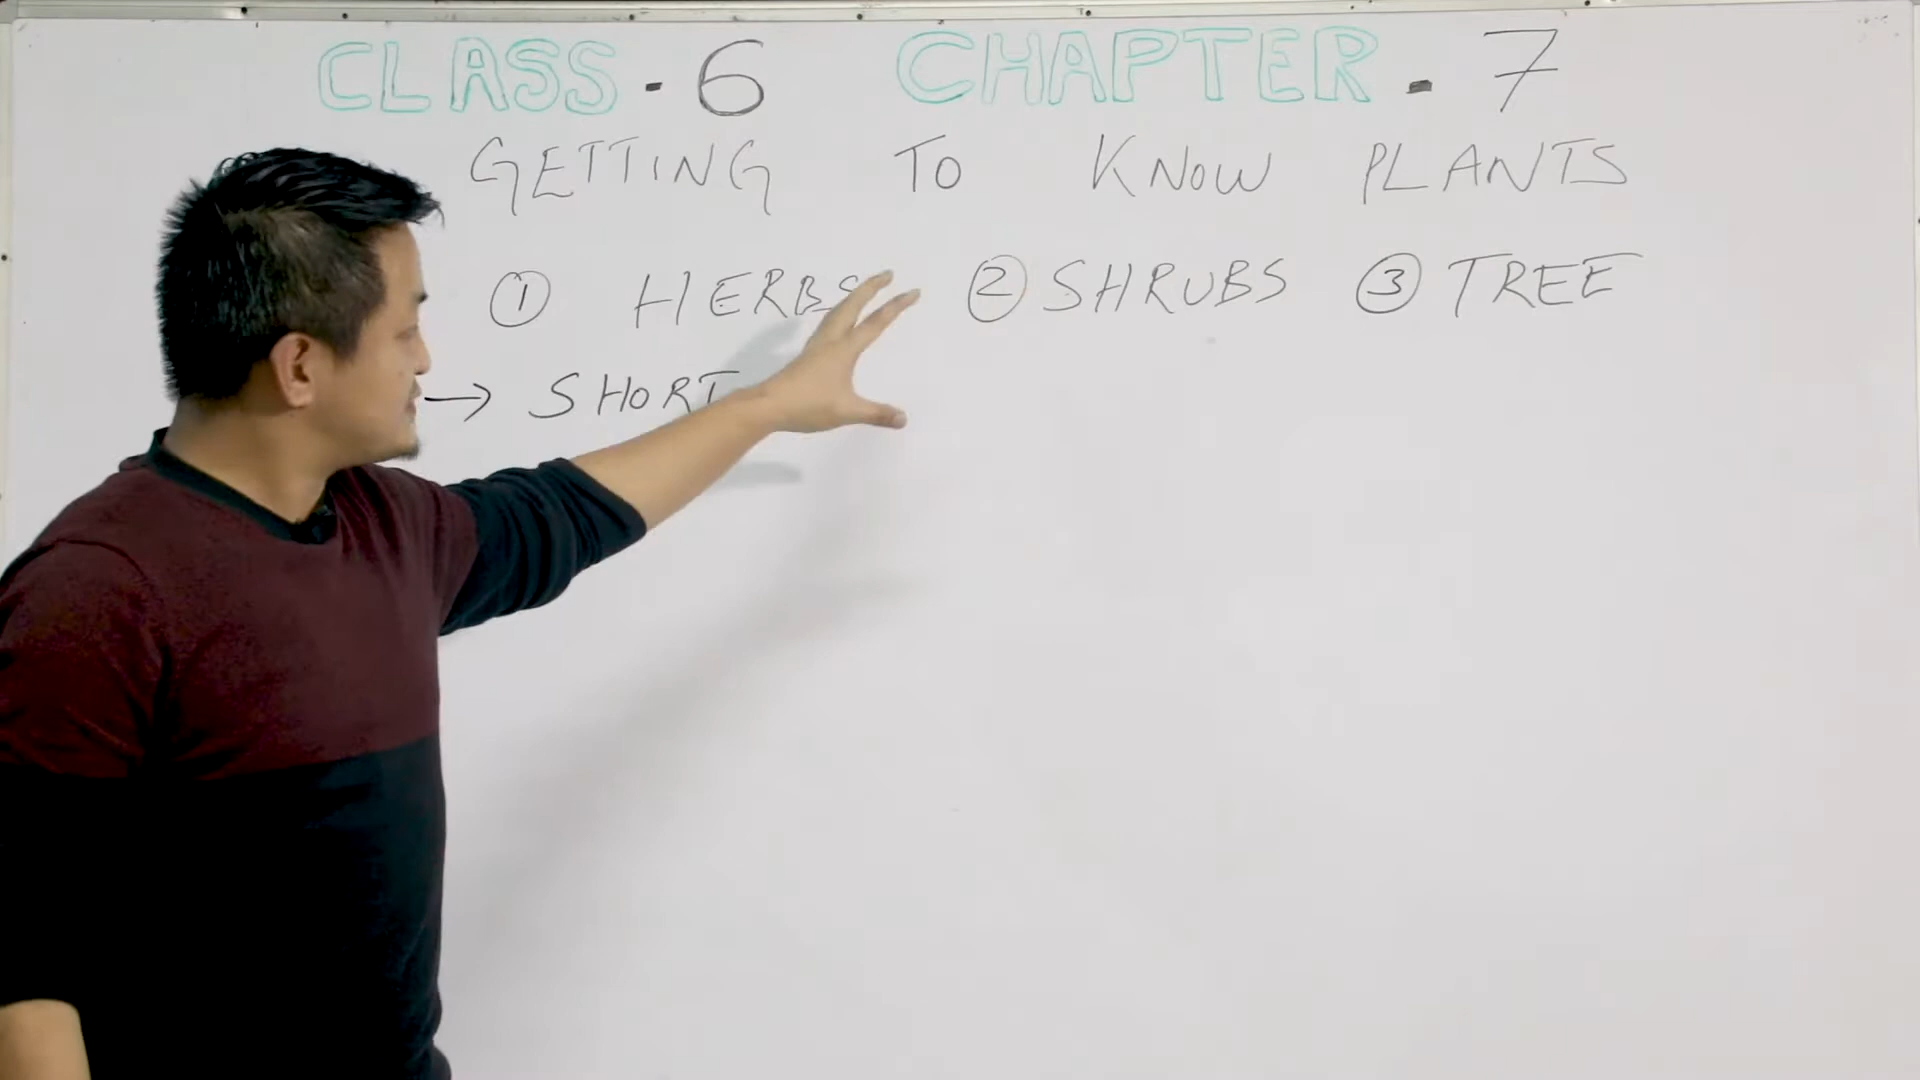 CLASS - 6 CHAPTER - 7
GETTING TO KNOW PLANTS
① HERBS ② SHRUBS ③ TREE
→ SHORT